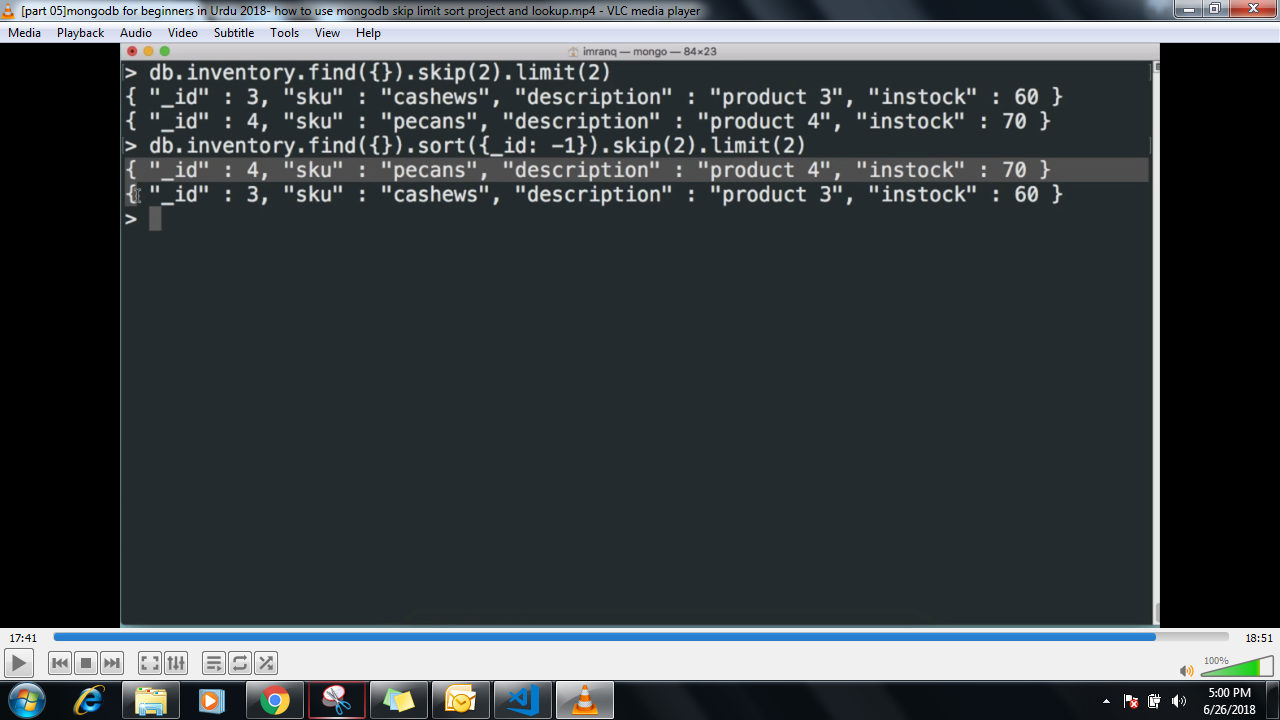 [part 05]mongodb for beginners in Urdu 2018- how to use mongodb skip limit sort project and lookup.mp4 - VLC media player
Media Playback Audio Video Subtitle Tools View Help
imranq — mongo — 84×23
> db.inventory.find({}).skip(2).limit(2)
{ "_id" : 3, "sku" : "cashews", "description" : "product 3", "instock" : 60 }
{ "_id" : 4, "sku" : "pecans", "description" : "product 4", "instock" : 70 }
> db.inventory.find({}).sort({_id: -1}).skip(2).limit(2)
{ "_id" : 4, "sku" : "pecans", "description" : "product 4", "instock" : 70 }
{ "_id" : 3, "sku" : "cashews", "description" : "product 3", "instock" : 60 }
>
17:41 18:51
100%
5:00 PM
6/26/2018